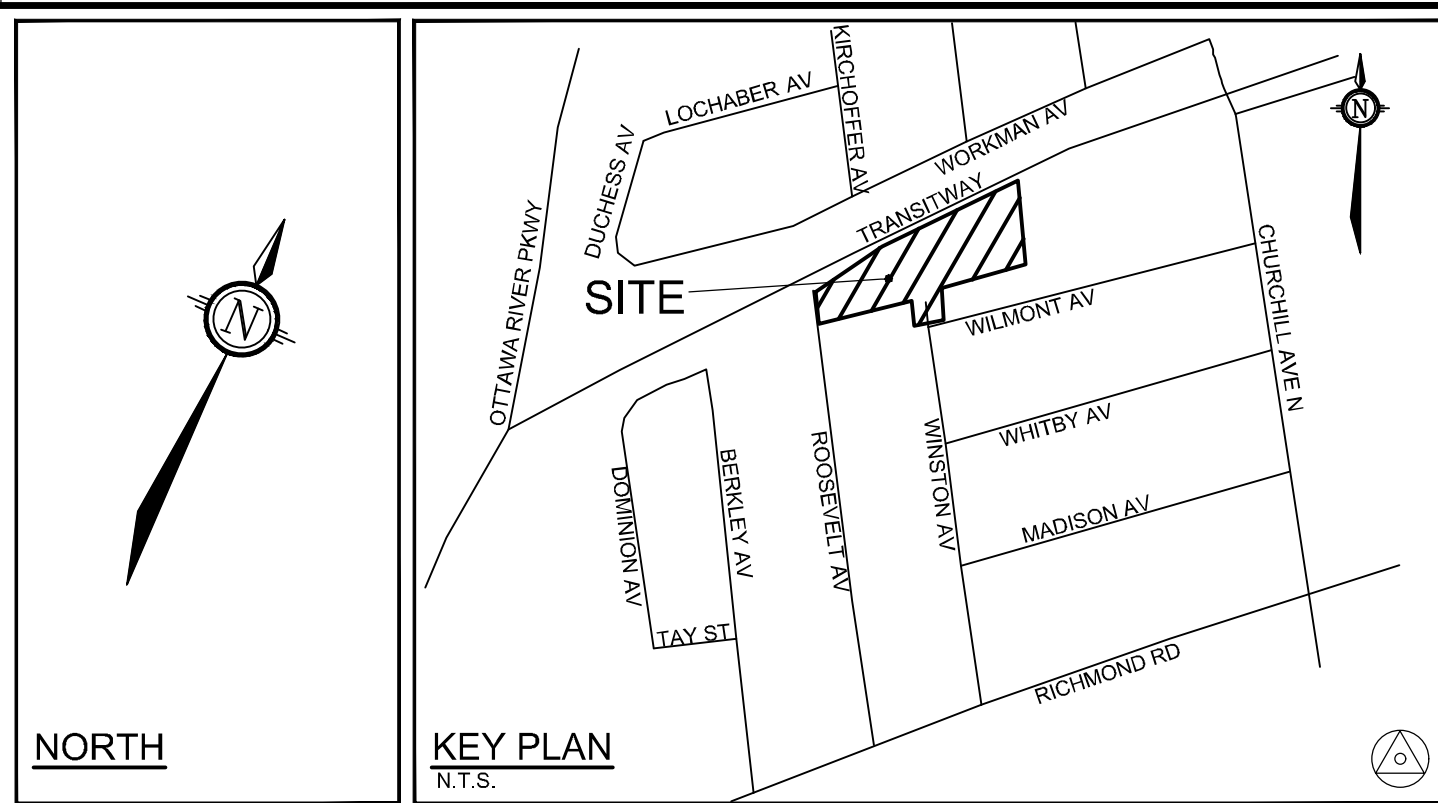 N
NORTH
KIRCHOFFER AV
LOCHABER AV
DUCHESS AV
WORKMAN AV
N
TRANSITWAY
OTTAWA RIVER PKWY
SITE
CHURCHILL AVE N
WILMONT AV
WHITBY AV
ROOSEVELT AV
WINSTON AV
BERKLEY AV
DOMINION AV
MADISON AV
TAY ST
RICHMOND RD
KEY PLAN
N.T.S.